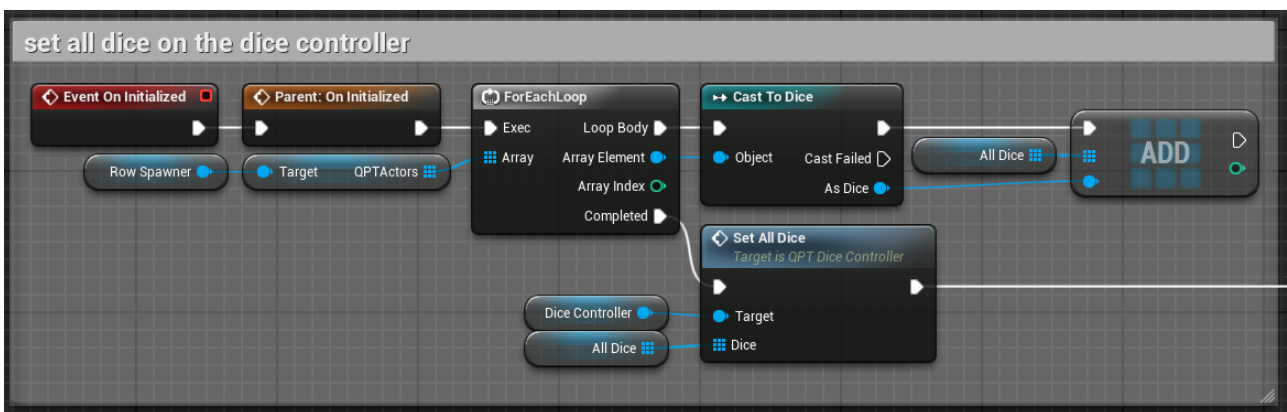 set all dice on the dice controller
Event On Initialized
Parent: On Initialized
Row Spawner
Target QPTActors
ForEachLoop
Exec Loop Body
Array Array Element
Array Index
Completed
Cast To Dice
Object Cast Failed
As Dice
All Dice
ADD
Set All Dice
Target is QPT Dice Controller
Dice Controller
Target
All Dice
Dice